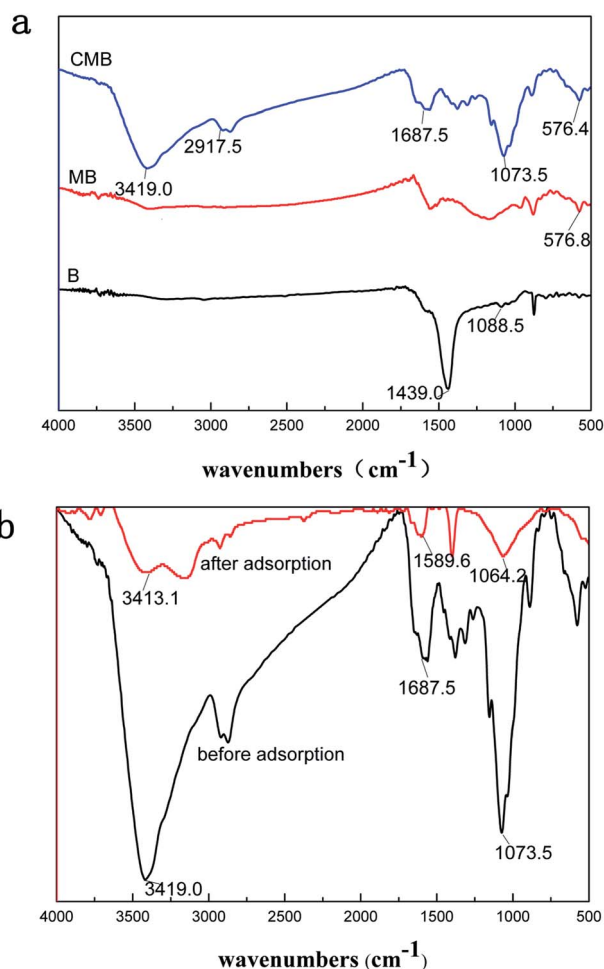 a
CMB
2917.5
3419.0
1687.5
1073.5
576.4
MB
576.8
B
1088.5
1439.0
4000 3500 3000 2500 2000 1500 1000 500
wavenumbers (cm-1)
b
after adsorption
3413.1
1589.6
1064.2
before adsorption
1687.5
1073.5
3419.0
4000 3500 3000 2500 2000 1500 1000 500
wavenumbers (cm-1)